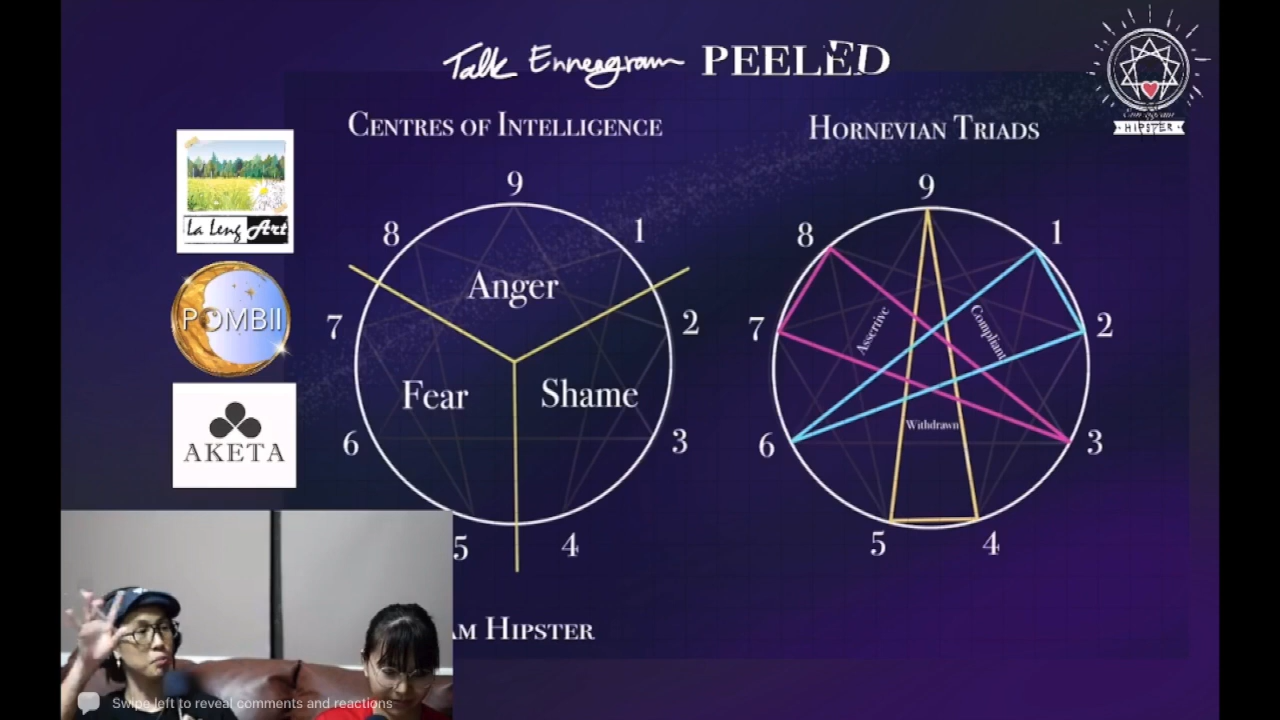 Talk Enneagram PEELED
HIPSTER
CENTRES OF INTELLIGENCE
HORNEVIAN TRIADS
La Leng Art
POMBII
AKETA
9
8
1
Anger
7
2
Fear
Shame
6
3
5
4
9
8
1
Assertive
Compliant
7
2
Withdrawn
6
3
5
4
AM HIPSTER
Swipe left to reveal comments and reactions